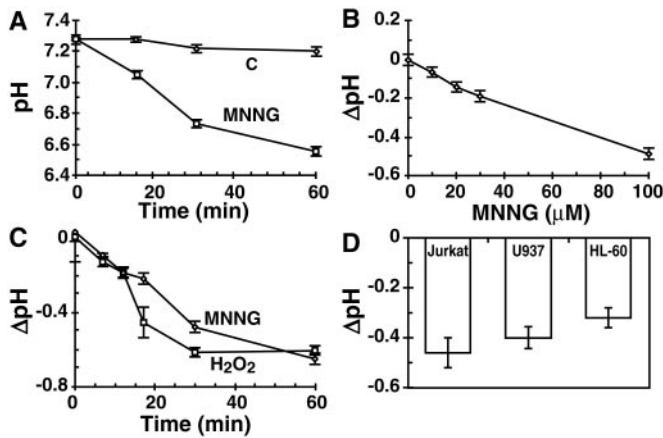 A
pH
7.4
7.2
7.0
6.8
6.6
6.4
C
MNNG
0
20
40
60
Time (min)
B
ΔpH
0
-0.2
-0.4
-0.6
0
20
40
60
80
100
MNNG (μM)
C
ΔpH
0
-0.4
-0.8
MNNG
H₂O₂
0
20
40
60
Time (min)
D
ΔpH
0
-0.2
-0.4
-0.6
Jurkat
U937
HL-60